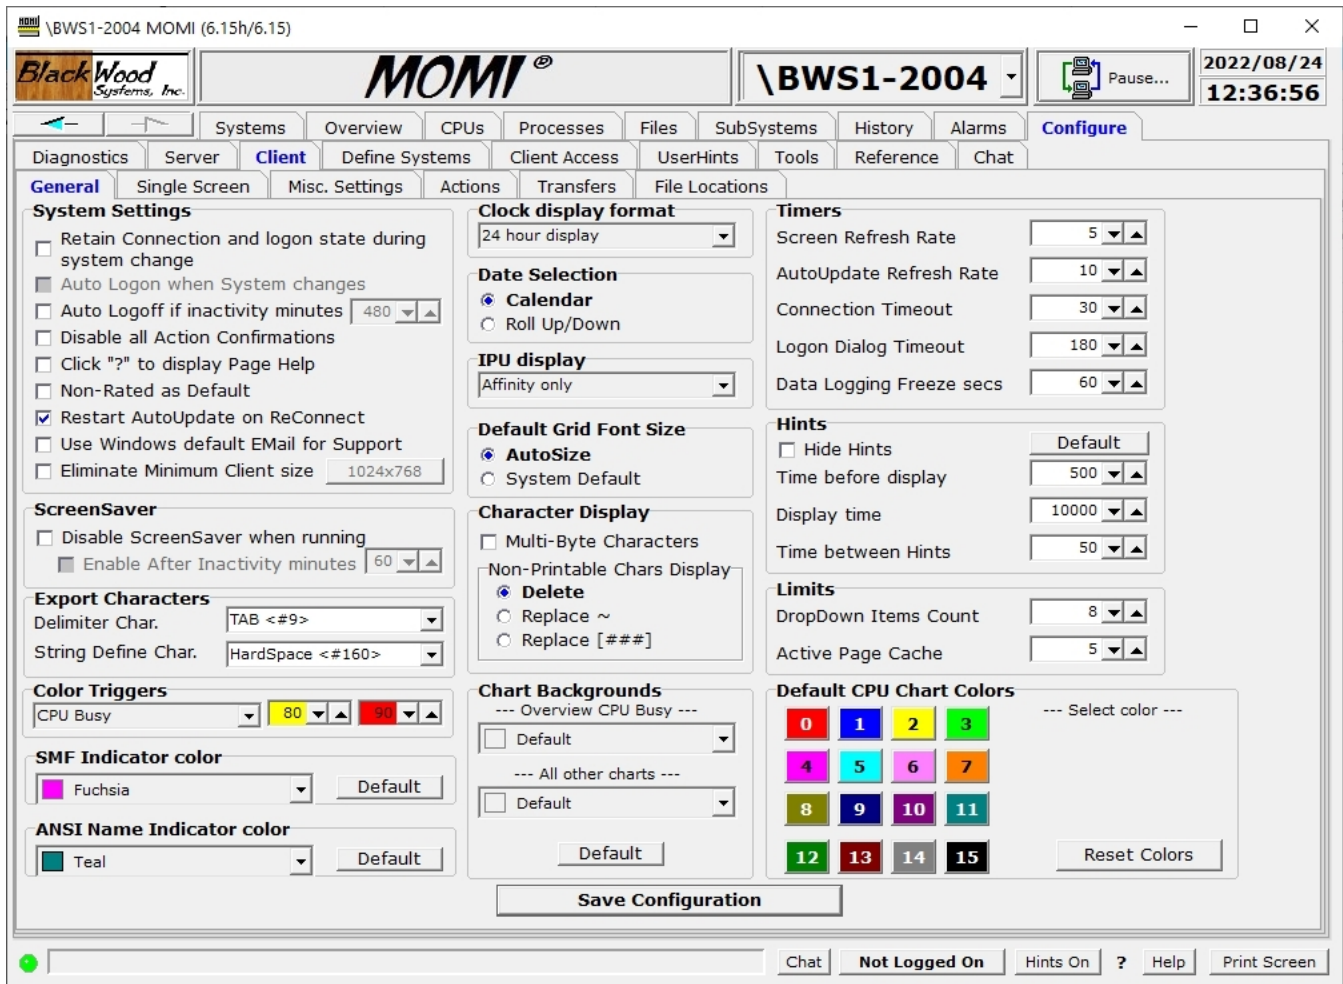 \BWS1-2004 MOMI (6.15h/6.15)
BlackWood
Systems, Inc.
MOMI ®
\BWS1-2004
Pause...
2022/08/24
12:36:56
Systems Overview CPUs Processes Files SubSystems History Alarms Configure
Diagnostics Server Client Define Systems Client Access UserHints Tools Reference Chat
General Single Screen Misc. Settings Actions Transfers File Locations
System Settings
Retain Connection and logon state during
system change
Auto Logon when System changes
Auto Logoff if inactivity minutes 480
Disable all Action Confirmations
Click "?" to display Page Help
Non-Rated as Default
Restart AutoUpdate on ReConnect
Use Windows default EMail for Support
Eliminate Minimum Client size 1024x768
ScreenSaver
Disable ScreenSaver when running
Enable After Inactivity minutes 60
Export Characters
Delimiter Char. TAB <#9>
String Define Char. HardSpace <#160>
Color Triggers
CPU Busy 80 90
SMF Indicator color
Fuchsia Default
ANSI Name Indicator color
Teal Default
Clock display format
24 hour display
Date Selection
Calendar
Roll Up/Down
IPU display
Affinity only
Default Grid Font Size
AutoSize
System Default
Character Display
Multi-Byte Characters
Non-Printable Chars Display
Delete
Replace ~
Replace [###]
Chart Backgrounds
--- Overview CPU Busy ---
Default
--- All other charts ---
Default
Default
Timers
Screen Refresh Rate 5
AutoUpdate Refresh Rate 10
Connection Timeout 30
Logon Dialog Timeout 180
Data Logging Freeze secs 60
Hints
Hide Hints Default
Time before display 500
Display time 10000
Time between Hints 50
Limits
DropDown Items Count 8
Active Page Cache 5
Default CPU Chart Colors
0 1 2 3 --- Select color ---
4 5 6 7
8 9 10 11
12 13 14 15 Reset Colors
Save Configuration
Chat Not Logged On Hints On ? Help Print Screen